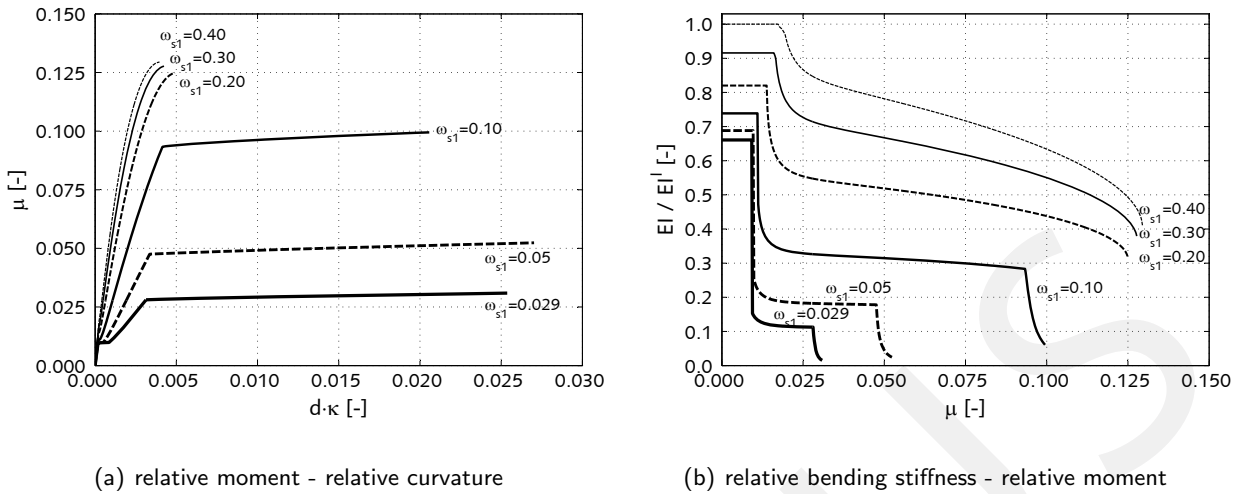 0.150
0.125
0.100
0.075
0.050
0.025
0.000
μ [-]
ω_s1=0.40
ω_s1=0.30
ω_s1=0.20
ω_s1=0.10
ω_s1=0.05
ω_s1=0.029
0.000 0.005 0.010 0.015 0.020 0.025 0.030
d·κ [-]
(a) relative moment - relative curvature
1.0
0.9
0.8
0.7
0.6
0.5
0.4
0.3
0.2
0.1
0.0
EI / EI^I [-]
ω_s1=0.40
ω_s1=0.30
ω_s1=0.20
ω_s1=0.10
ω_s1=0.05
ω_s1=0.029
0.000 0.025 0.050 0.075 0.100 0.125 0.150
μ [-]
(b) relative bending stiffness - relative moment